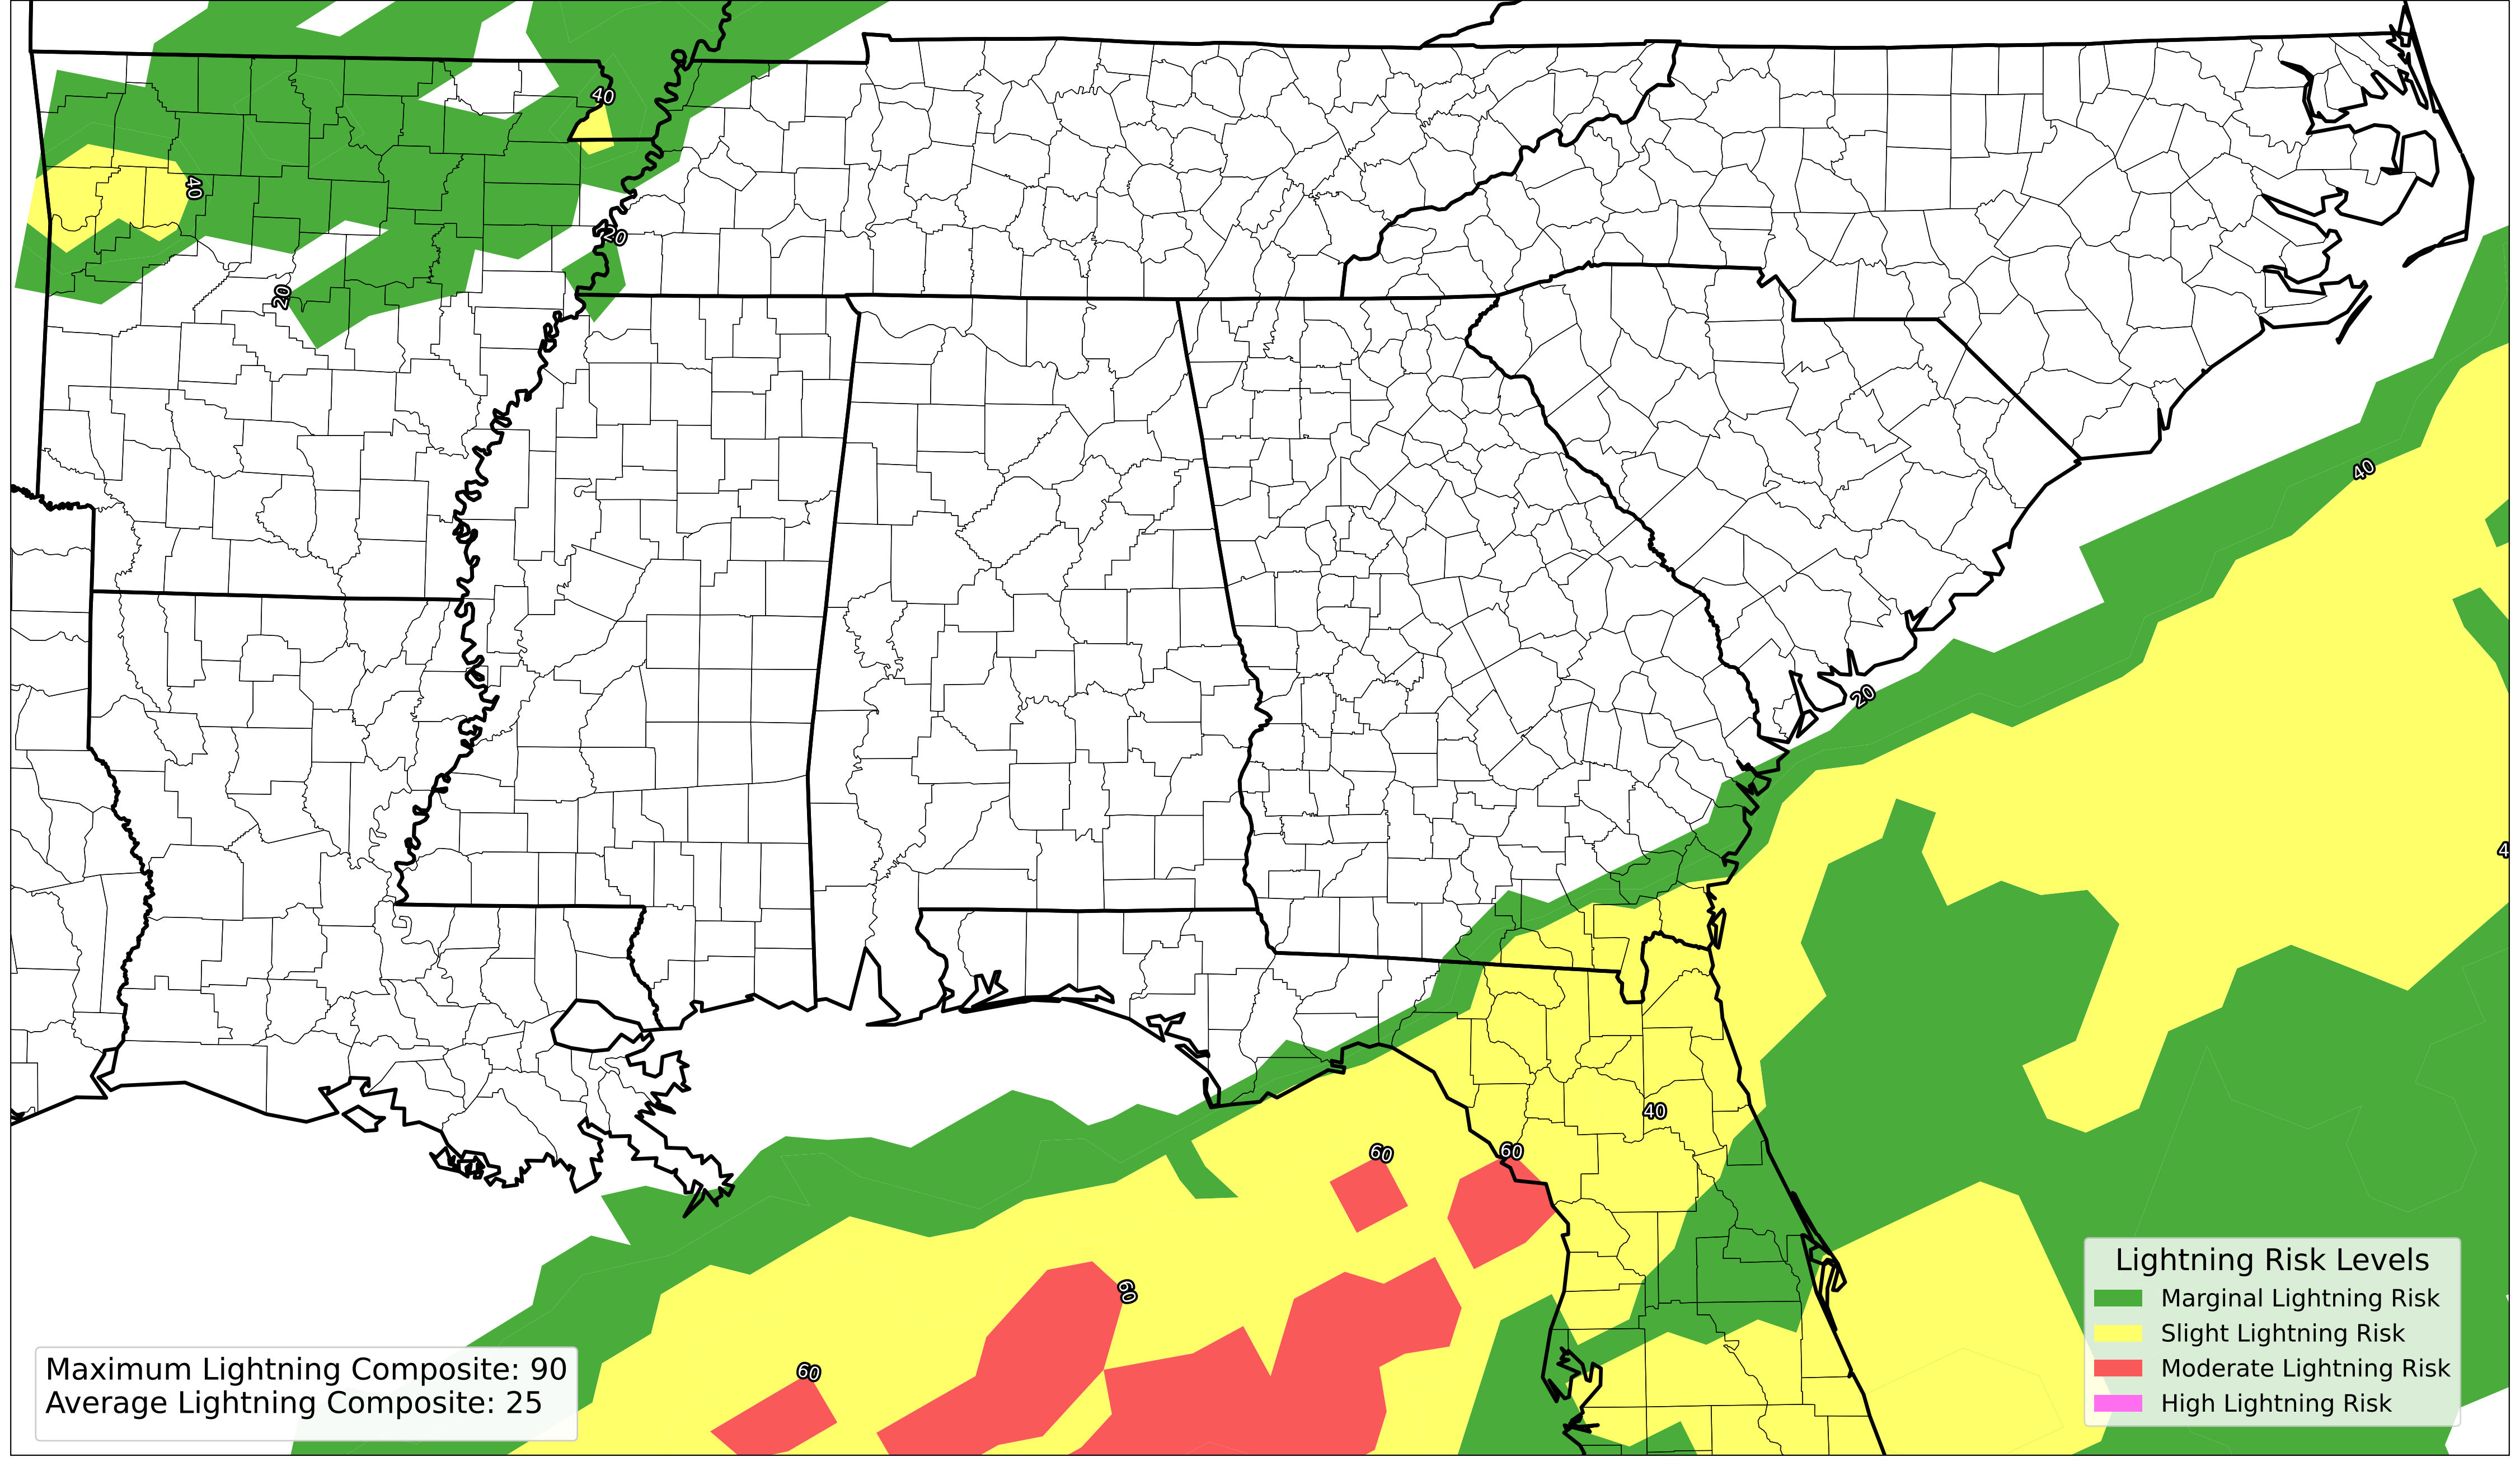 40
40
20
20
40
20
4
40
60
60
60
60
Lightning Risk Levels
Marginal Lightning Risk
Slight Lightning Risk
Moderate Lightning Risk
High Lightning Risk
Maximum Lightning Composite: 90
Average Lightning Composite: 25